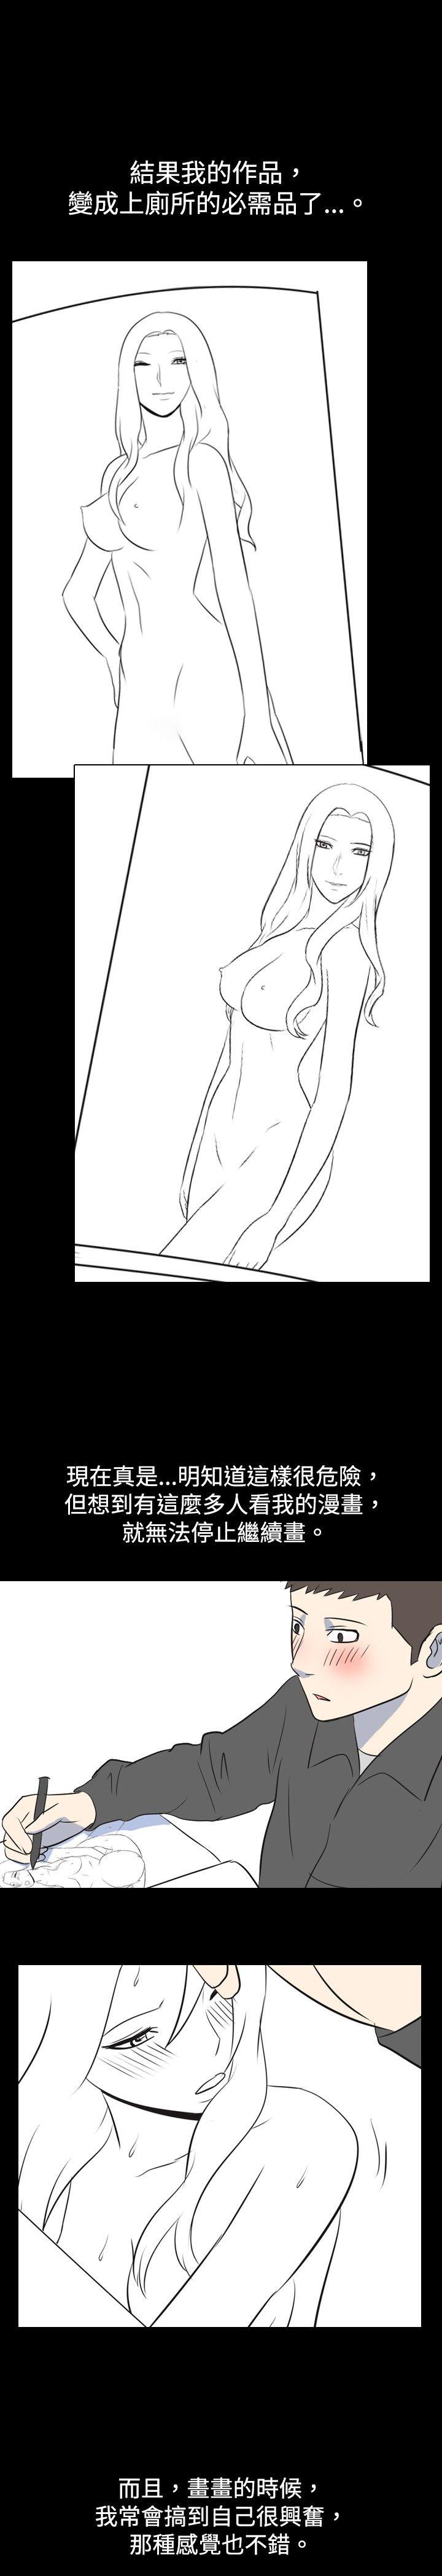 結果我的作品，
變成上廁所的必需品了...。
現在真是...明知道這樣很危險，
但想到有這麼多人看我的漫畫，
就無法停止繼續畫。
而且，畫畫的時候，
我常會搞到自己很興奮，
那種感覺也不錯。